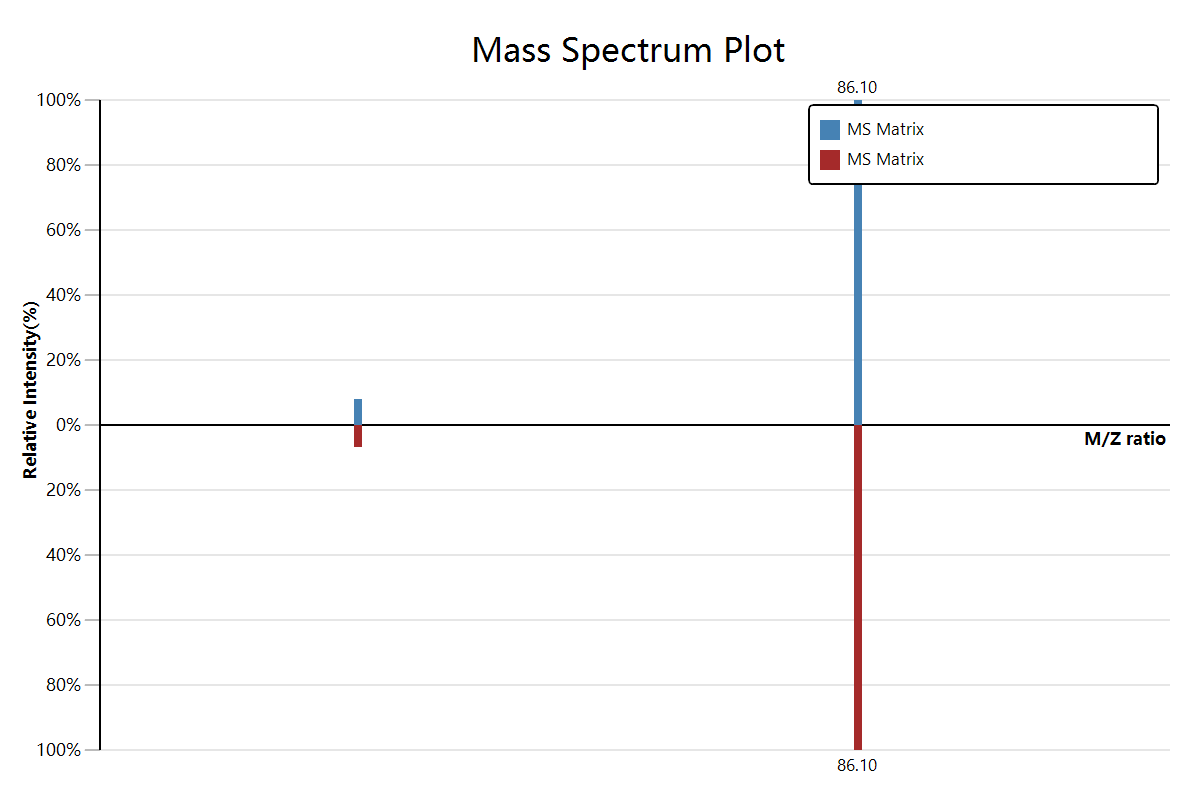 Mass Spectrum Plot
86.10
MS Matrix
MS Matrix
100%
80%
60%
40%
20%
0%
20%
40%
60%
80%
100%
Relative Intensity(%)
M/Z ratio
86.10